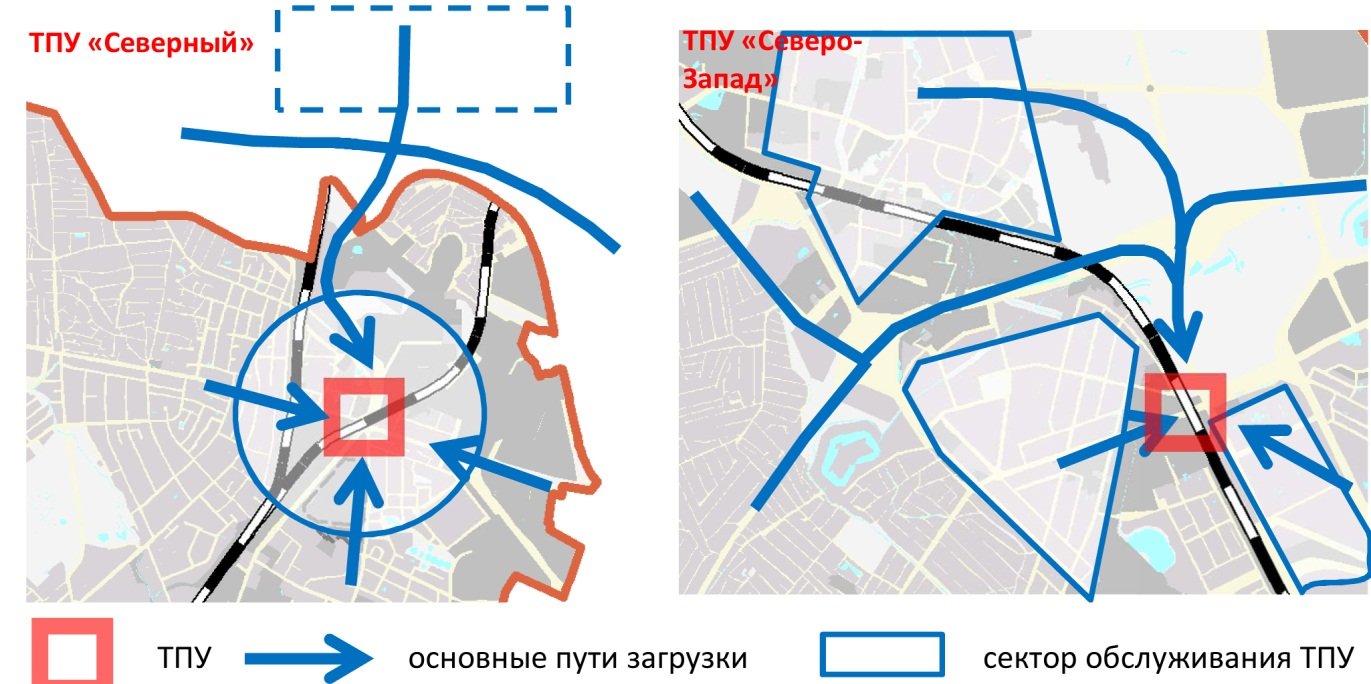 ТПУ «Северный»
ТПУ «Северо-
Запад»
ТПУ
основные пути загрузки
сектор обслуживания ТПУ